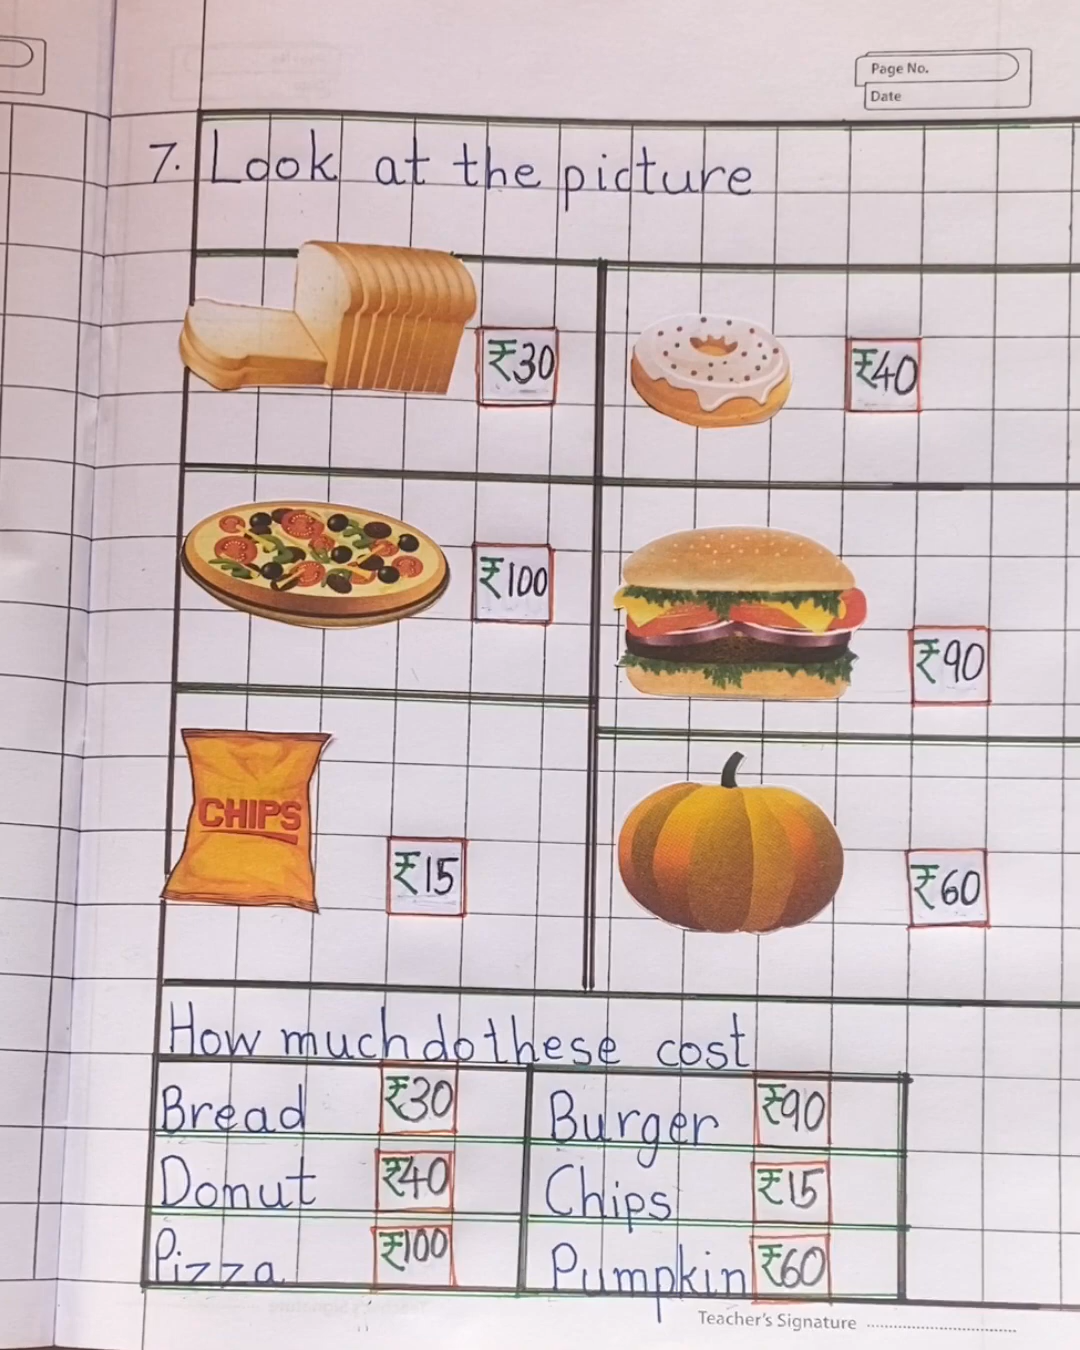 Page No.
Date
7. Look at the picture
₹30
₹40
₹100
₹90
CHIPS
₹15
₹60
How much do these cost
Bread ₹30 Burger ₹90
Donut ₹40 Chips ₹15
Pizza ₹100 Pumpkin ₹60
Teacher's Signature ................................